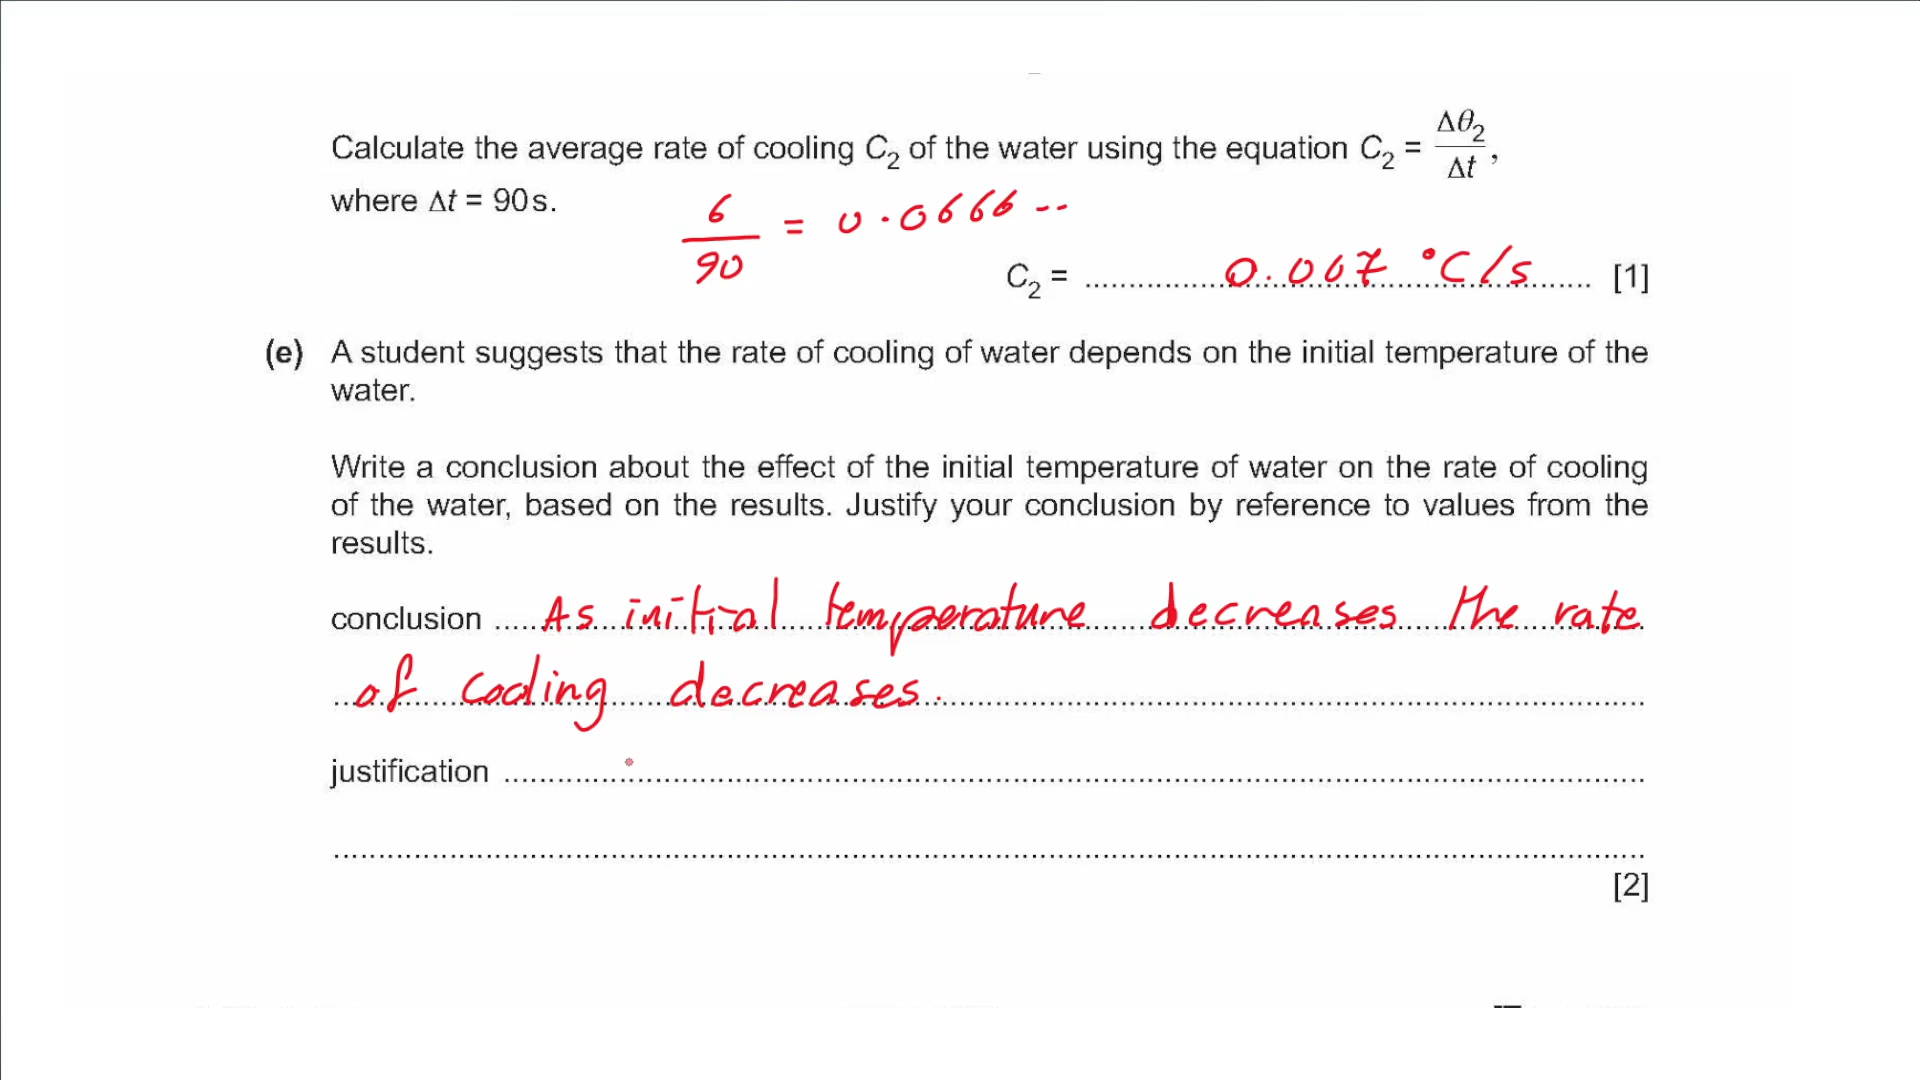 Calculate the average rate of cooling C₂ of the water using the equation C₂ = Δθ₂/Δt,
where Δt = 90 s.
6/90 = 0.0666--
C₂ = 0.067 °C/s [1]
(e) A student suggests that the rate of cooling of water depends on the initial temperature of the
water.
Write a conclusion about the effect of the initial temperature of water on the rate of cooling
of the water, based on the results. Justify your conclusion by reference to values from the
results.
conclusion As initial temperature decreases the rate
of cooling decreases.
justification
[2]